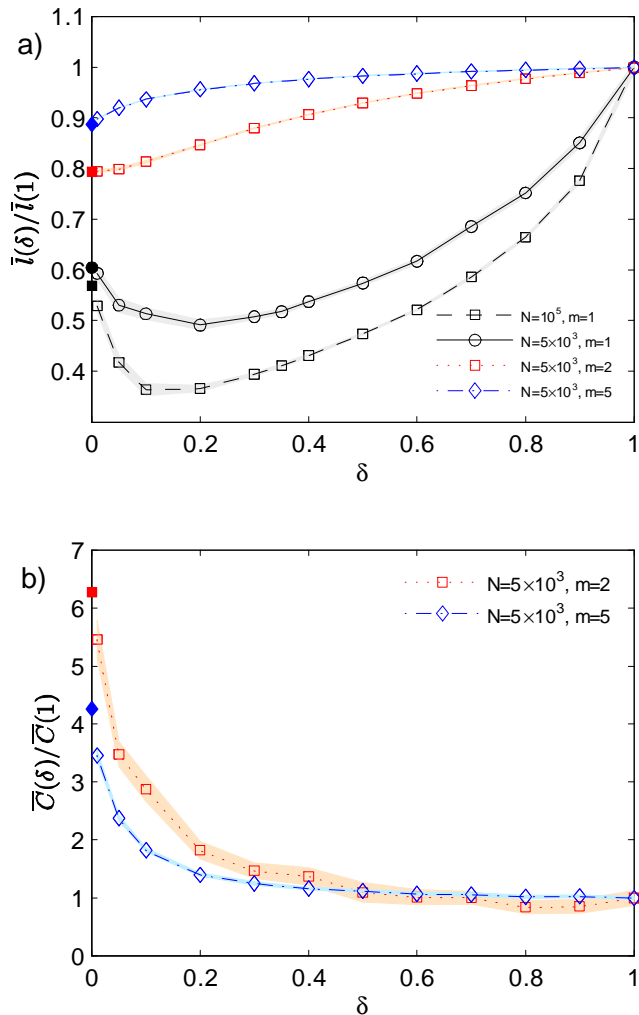 a)
1.1
1
0.9
0.8
0.7
0.6
0.5
0.4
l̄(δ)/l̄(1)
N=10⁵, m=1
N=5×10³, m=1
N=5×10³, m=2
N=5×10³, m=5
0 0.2 0.4 0.6 0.8 1
δ
b)
7
6
5
4
3
2
1
0
C̅(δ)/C̅(1)
N=5×10³, m=2
N=5×10³, m=5
0 0.2 0.4 0.6 0.8 1
δ